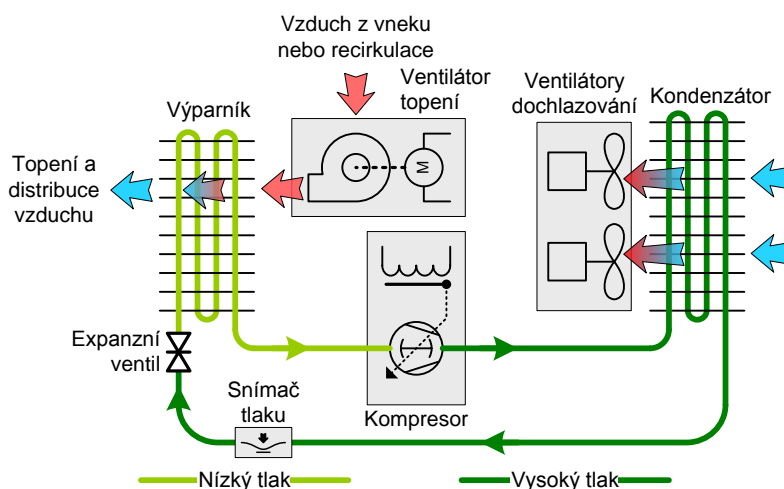 Vzduch z vneku
nebo recirkulace
Ventilátor
topení
Ventilátory
dochlazování
Kondenzátor
Výparník
Topení a
distribuce
vzduchu
M
Expanzní
ventil
Snímač
tlaku
Kompresor
Nízký tlak
Vysoký tlak